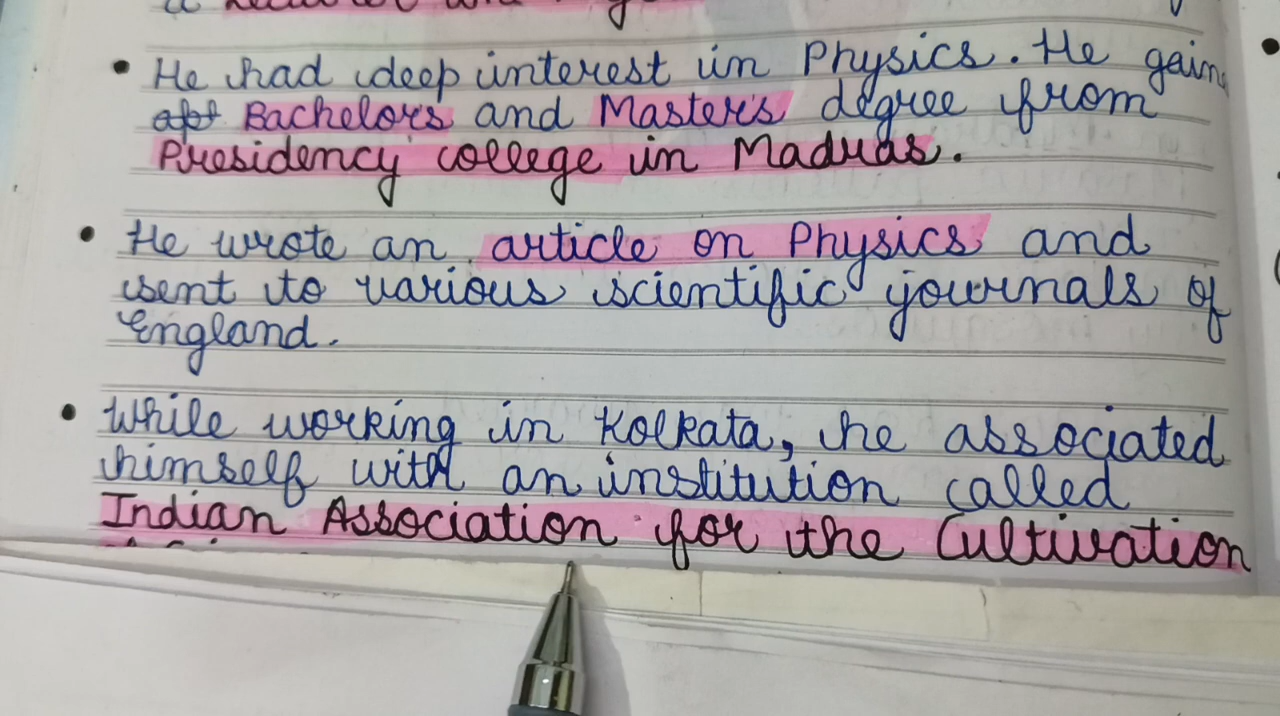 He had deep interest in Physics. He gain
Bachelor's and Master's degree from
Presidency college in Madras.
He wrote an article on Physics and
sent to various scientific journals of
England.
While working in Kolkata, he associated
himself with an institution called
Indian Association for the Cultivation